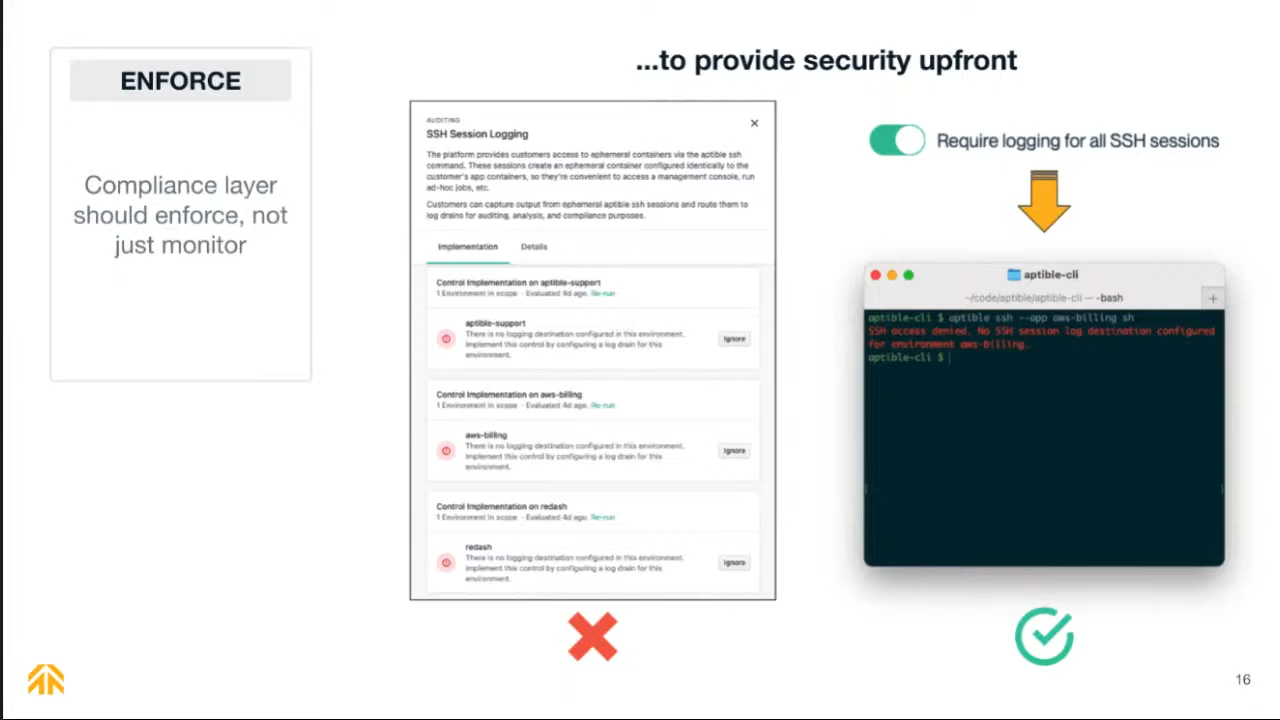 ENFORCE
Compliance layer
should enforce, not
just monitor
...to provide security upfront
AUDITING
SSH Session Logging
The platform provides customers access to ephemeral containers via the aptible ssh
command. These sessions create an ephemeral container configured identically to the
customer's app containers, so they're convenient to access a management console, run
ad-hoc jobs, etc.
Customers can capture output from ephemeral aptible ssh sessions and route them to
log drains for auditing, analysis, and compliance purposes.
Implementation Details
Control Implementation on aptible-support
1 Environment in scope · Evaluated 4d ago. Re-run
aptible-support
There is no logging destination configured in this environment.
Implement this control by configuring a log drain for this
environment.
Ignore
Control Implementation on aws-billing
1 Environment in scope · Evaluated 4d ago. Re-run
aws-billing
There is no logging destination configured in this environment.
Implement this control by configuring a log drain for this
environment.
Ignore
Control Implementation on redash
1 Environment in scope · Evaluated 4d ago. Re-run
redash
There is no logging destination configured in this environment.
Implement this control by configuring a log drain for this
environment.
Ignore
Require logging for all SSH sessions
aptible-cli
~/code/aptible/aptible-cli — -bash
aptible-cli $ aptible ssh --app aws-billing sh
SSH access denied. No SSH session log destination configured
for environment aws-billing.
aptible-cli $
16